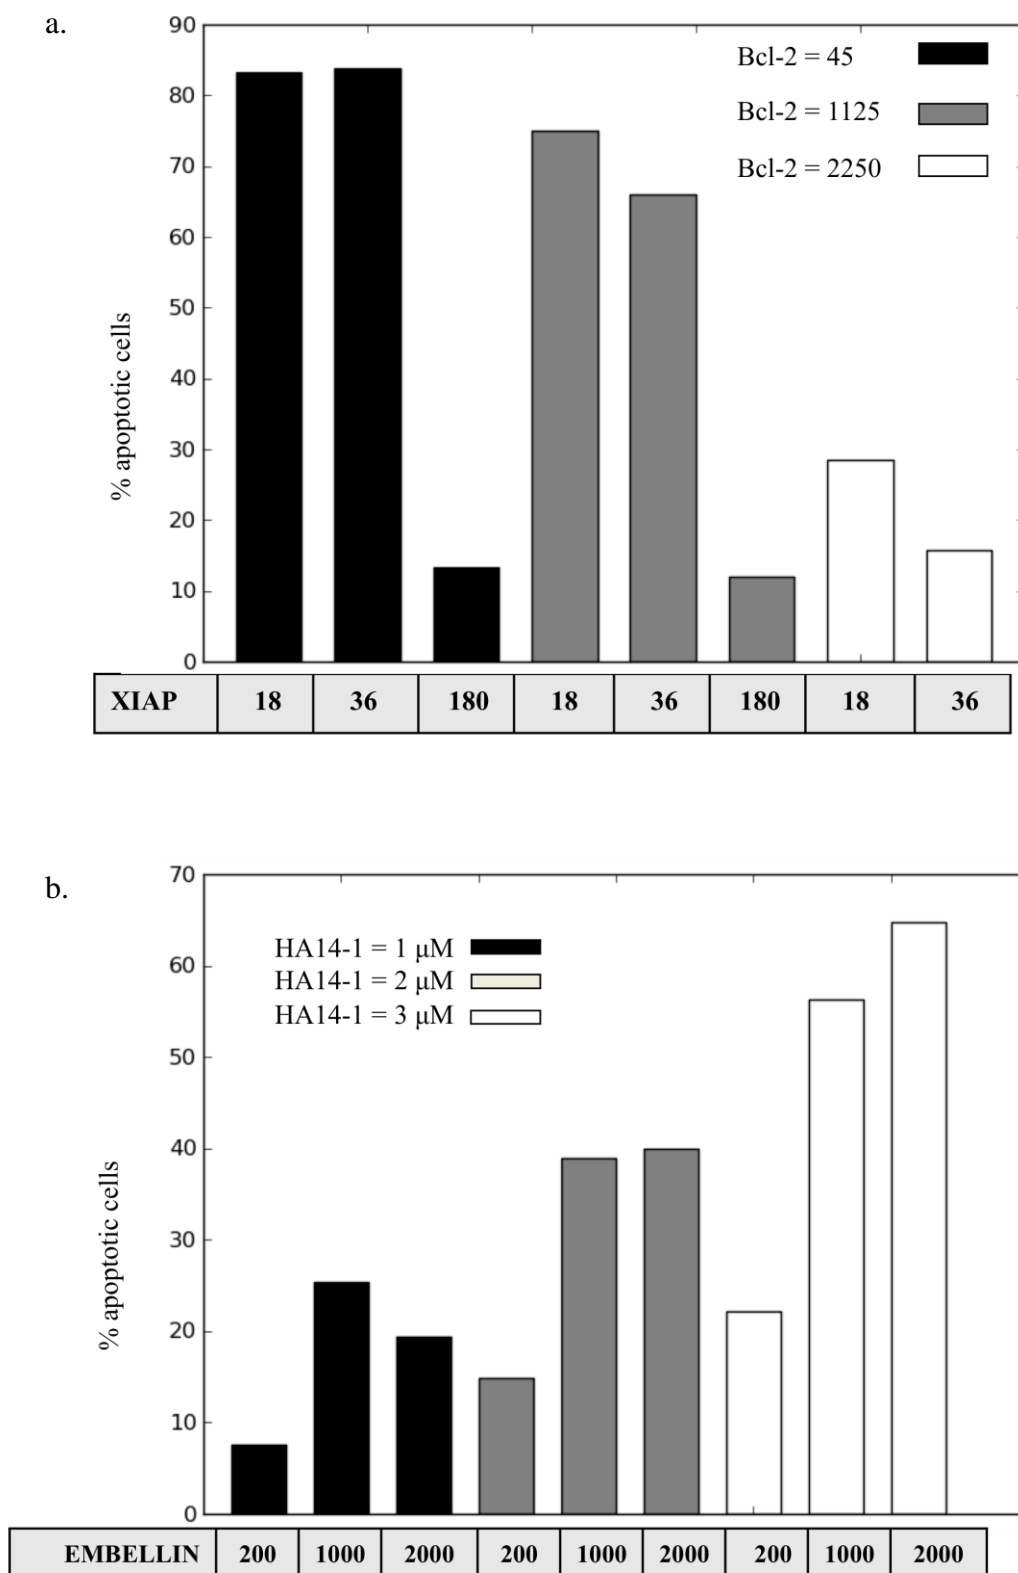 a.
90
80
70
60
50
40
30
20
10
0
% apoptotic cells
Bcl-2 = 45
Bcl-2 = 1125
Bcl-2 = 2250
XIAP 18 36 180 18 36 180 18 36
b.
70
60
50
40
30
20
10
0
% apoptotic cells
HA14-1 = 1 μM
HA14-1 = 2 μM
HA14-1 = 3 μM
EMBELLIN 200 1000 2000 200 1000 2000 200 1000 2000